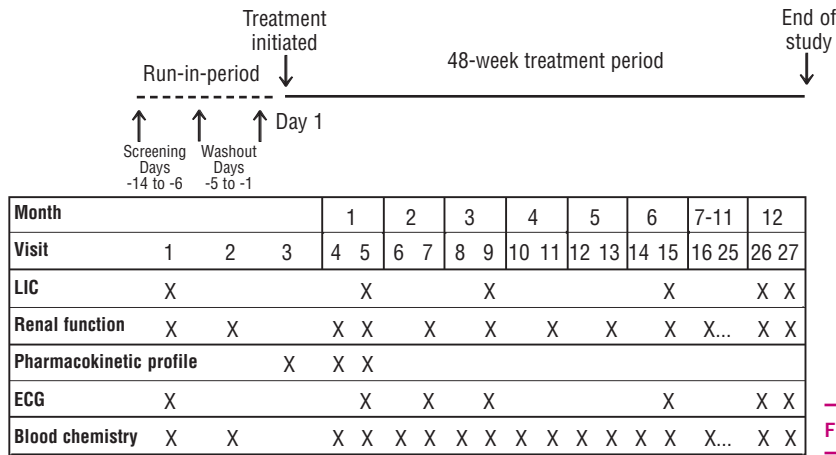 Treatment
initiated
End of
study
Run-in-period
48-week treatment period
Day 1
Screening
Days
-14 to -6
Washout
Days
-5 to -1
Month 1 2 3 4 5 6 7-11 12
Visit 1 2 3 4 5 6 7 8 9 10 11 12 13 14 15 16 25 26 27
LIC X X X X X X
Renal function X X X X X X X X X X... X X
Pharmacokinetic profile X X X
ECG X X X X X X X
Blood chemistry X X X X X X X X X X X X X X X... X X
F